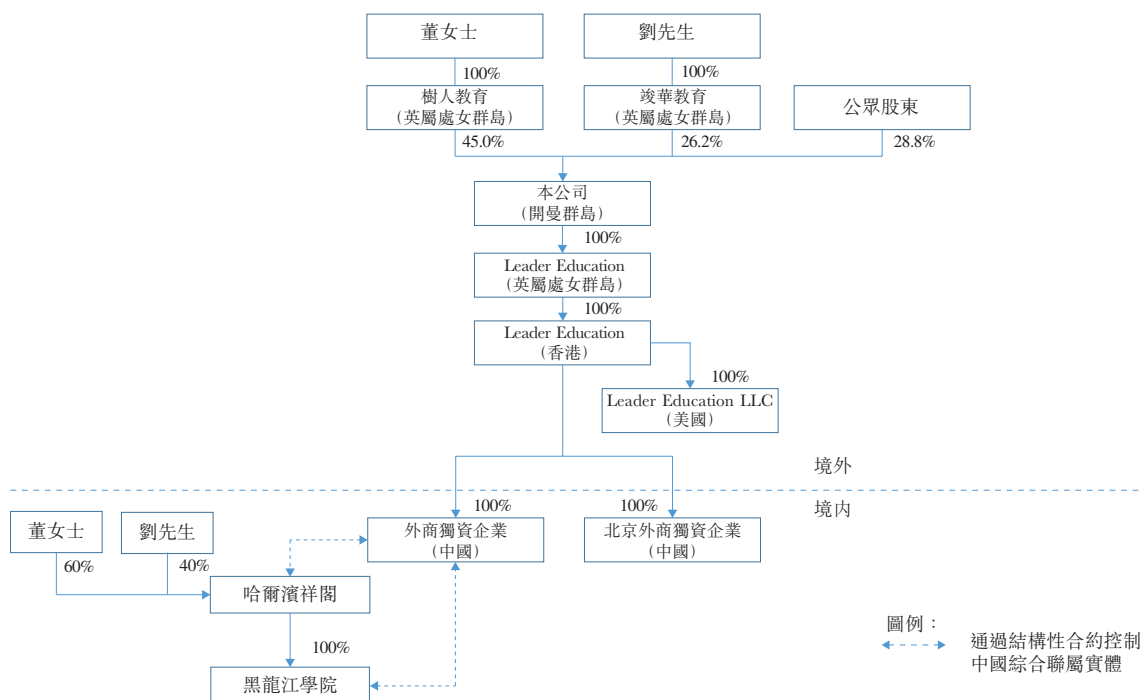 董女士
劉先生
100%
100%
樹人教育
(英屬處女群島)
竣華教育
(英屬處女群島)
公眾股東
45.0%
26.2%
28.8%
本公司
(開曼群島)
100%
Leader Education
(英屬處女群島)
100%
Leader Education
(香港)
100%
Leader Education LLC
(美國)
境外
境內
100%
100%
董女士
劉先生
外商獨資企業
(中國)
北京外商獨資企業
(中國)
60%
40%
哈爾濱祥閣
100%
黑龍江學院
圖例：
通過結構性合約控制
中國綜合聯屬實體